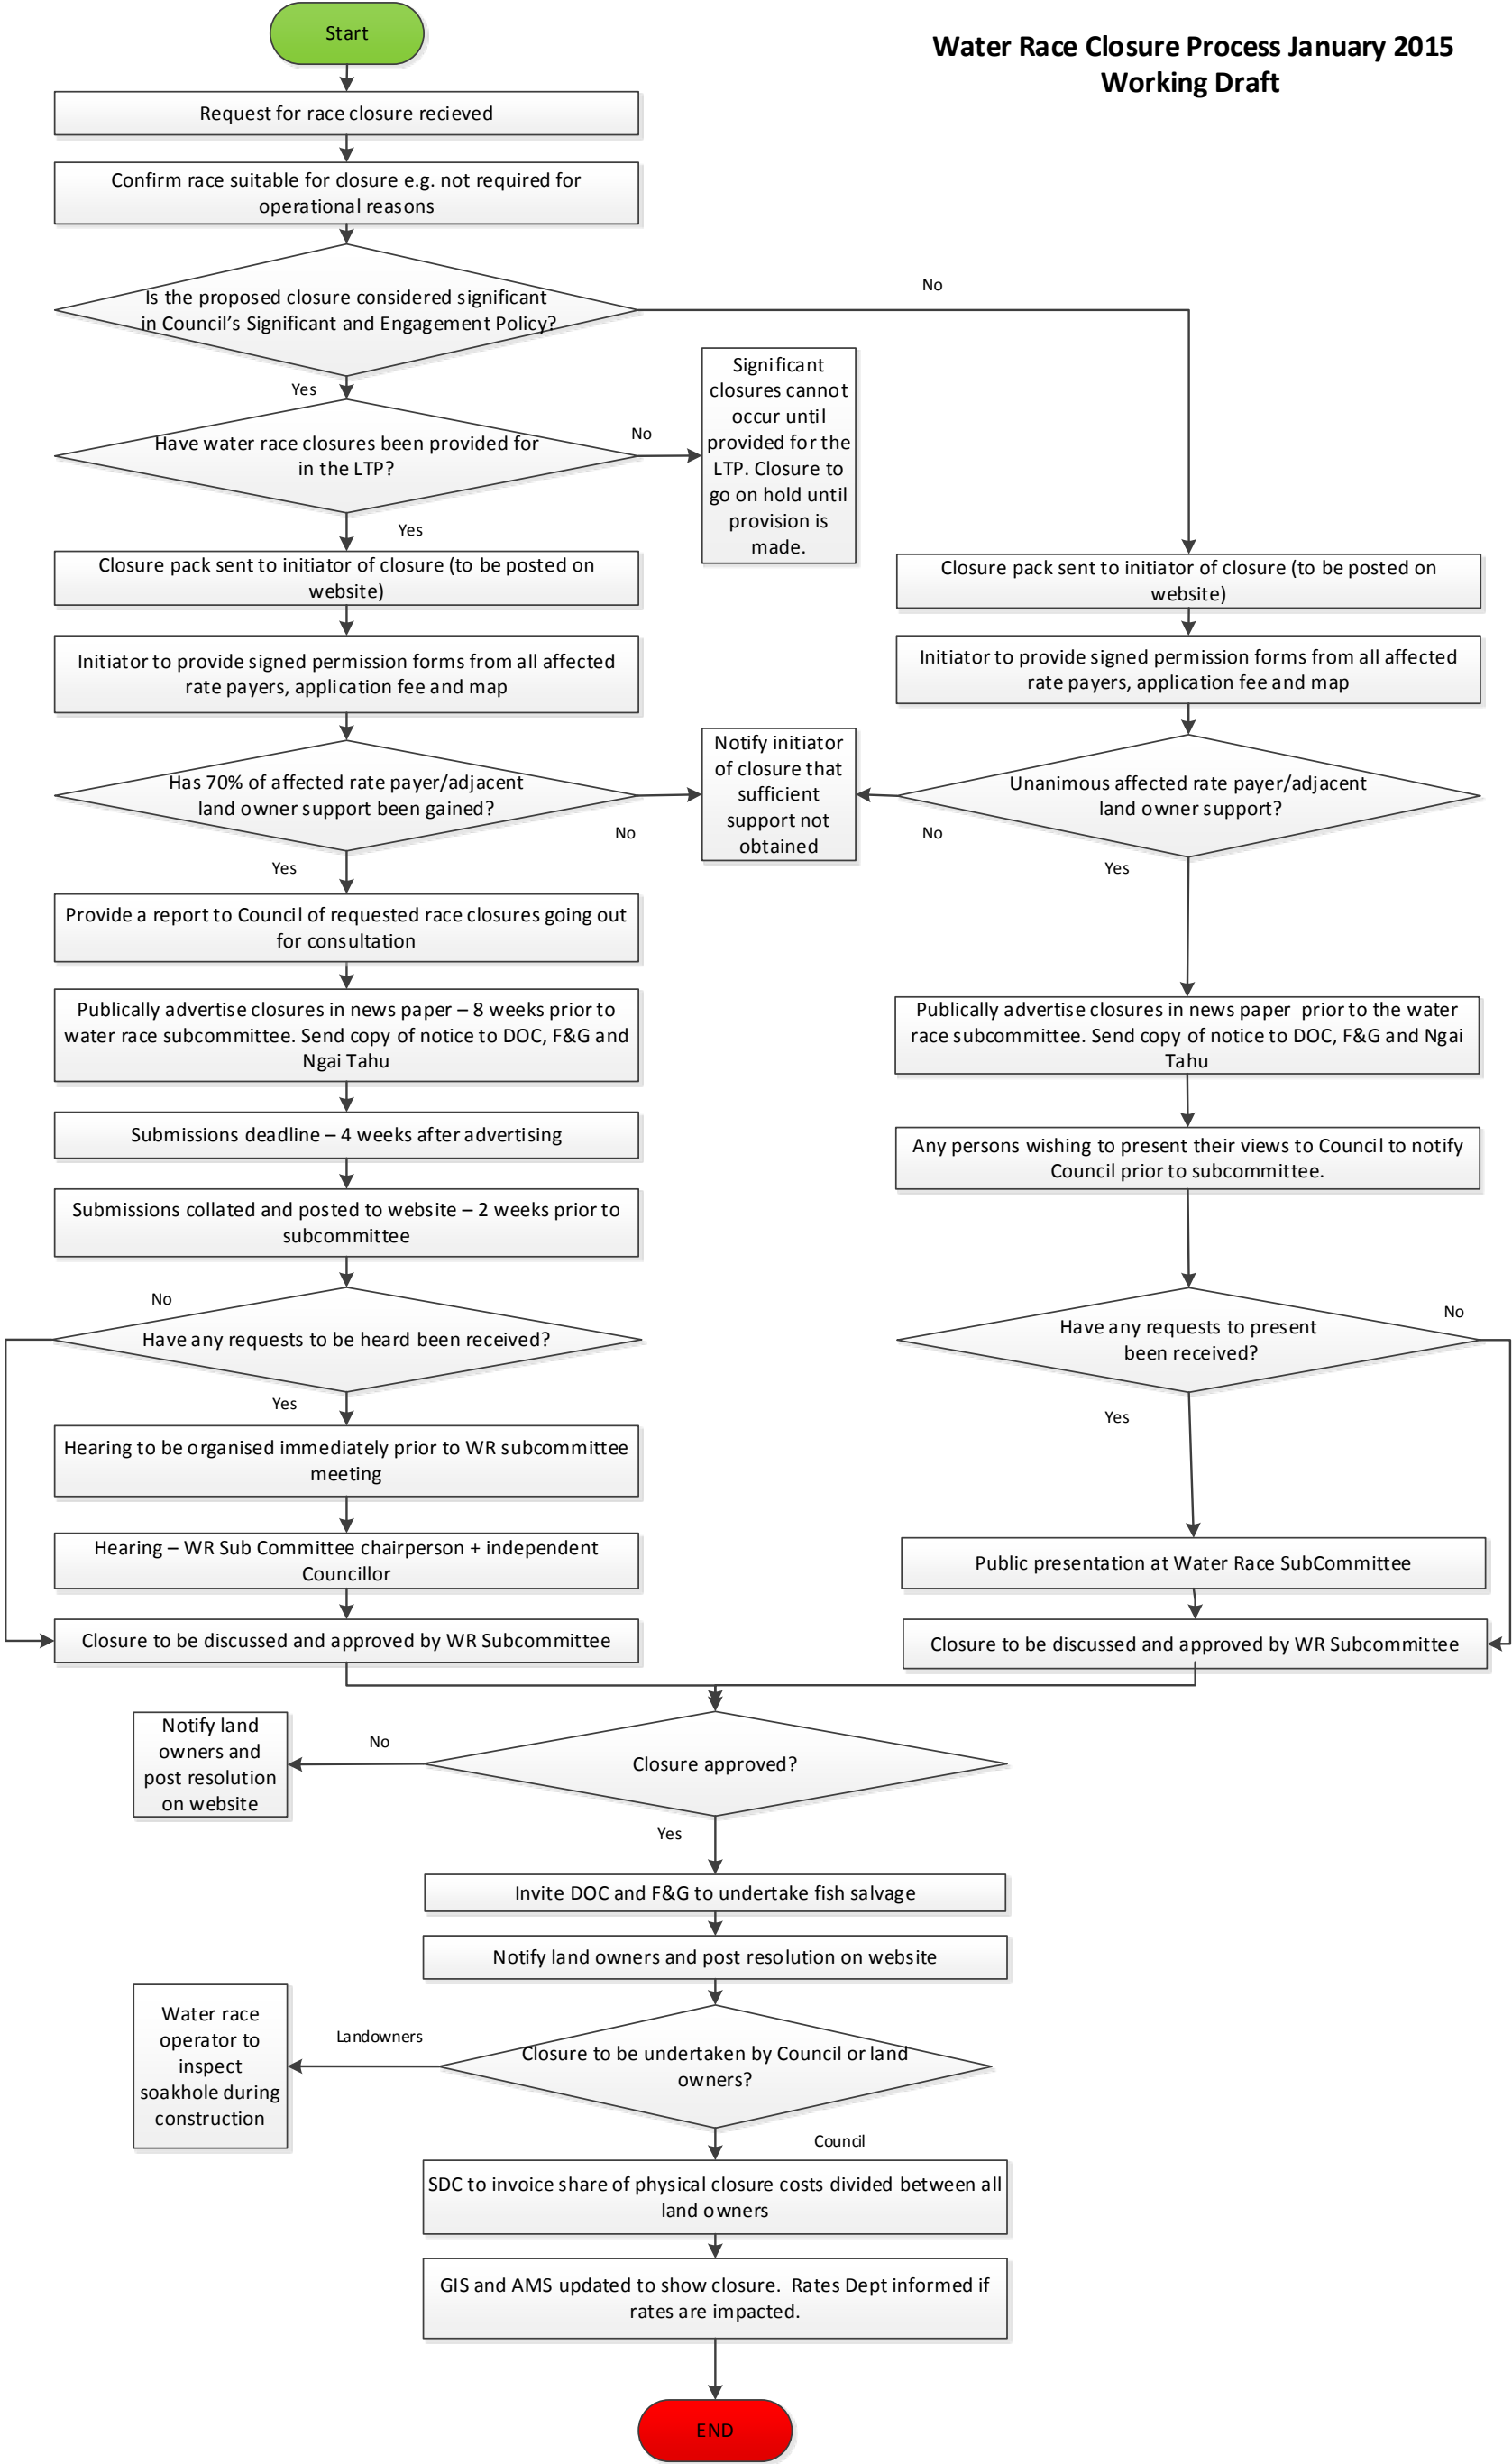 Water Race Closure Process January 2015
Working Draft
Start
Request for race closure recieved
Confirm race suitable for closure e.g. not required for
operational reasons
Is the proposed closure considered significant
in Council's Significant and Engagement Policy?
No
Yes
Have water race closures been provided for
in the LTP?
No
Significant
closures cannot
occur until
provided for the
LTP. Closure to
go on hold until
provision is
made.
Yes
Closure pack sent to initiator of closure (to be posted on
website)
Initiator to provide signed permission forms from all affected
rate payers, application fee and map
Has 70% of affected rate payer/adjacent
land owner support been gained?
No
Notify initiator
of closure that
sufficient
support not
obtained
Yes
Provide a report to Council of requested race closures going out
for consultation
Publically advertise closures in news paper – 8 weeks prior to
water race subcommittee. Send copy of notice to DOC, F&G and
Ngai Tahu
Submissions deadline – 4 weeks after advertising
Submissions collated and posted to website – 2 weeks prior to
subcommittee
No
Have any requests to be heard been received?
Yes
Hearing to be organised immediately prior to WR subcommittee
meeting
Hearing – WR Sub Committee chairperson + independent
Councillor
Closure to be discussed and approved by WR Subcommittee
Closure pack sent to initiator of closure (to be posted on
website)
Initiator to provide signed permission forms from all affected
rate payers, application fee and map
Unanimous affected rate payer/adjacent
land owner support?
No
Yes
Publically advertise closures in news paper  prior to the water
race subcommittee. Send copy of notice to DOC, F&G and Ngai
Tahu
Any persons wishing to present their views to Council to notify
Council prior to subcommittee.
Have any requests to present
been received?
No
Yes
Public presentation at Water Race SubCommittee
Closure to be discussed and approved by WR Subcommittee
Closure approved?
No
Notify land
owners and
post resolution
on website
Yes
Invite DOC and F&G to undertake fish salvage
Notify land owners and post resolution on website
Closure to be undertaken by Council or land
owners?
Landowners
Water race
operator to
inspect
soakhole during
construction
Council
SDC to invoice share of physical closure costs divided between all
land owners
GIS and AMS updated to show closure.  Rates Dept informed if
rates are impacted.
END